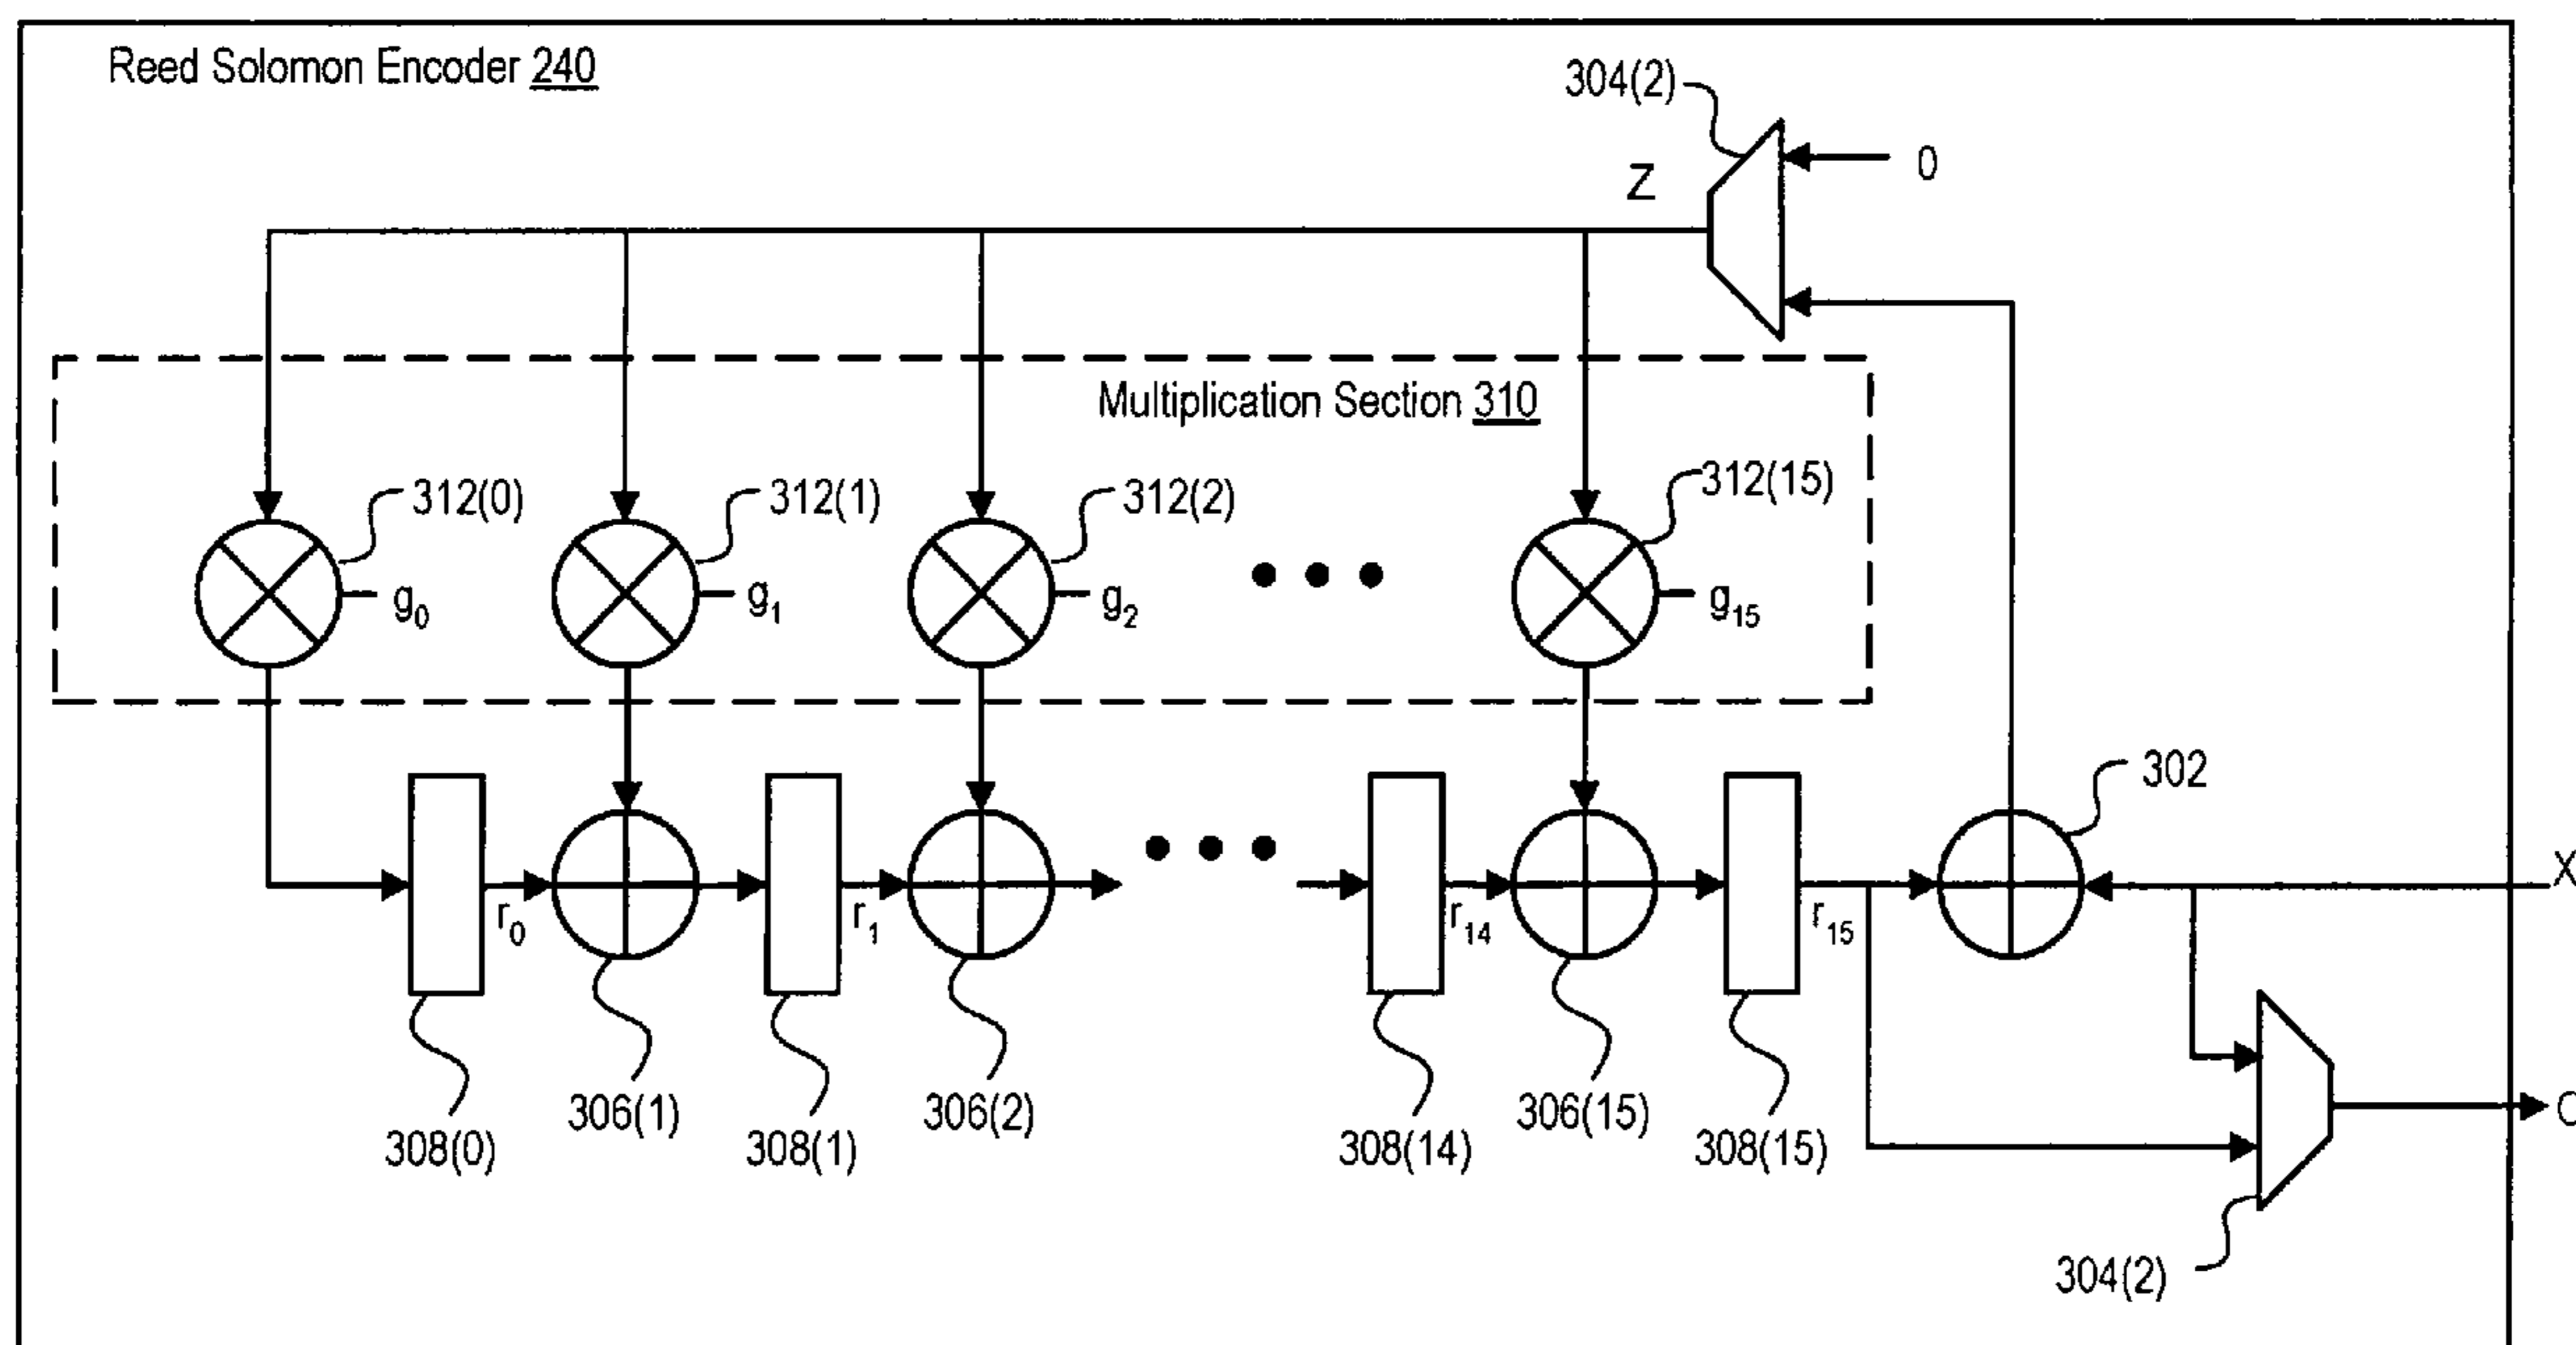 Reed Solomon Encoder 240
304(2)
0
Z
Multiplication Section 310
312(0)
312(1)
312(2)
312(15)
g0
g1
g2
g15
302
X
r0
r1
r14
r15
306(1)
306(2)
306(15)
308(0)
308(1)
308(14)
308(15)
304(2)